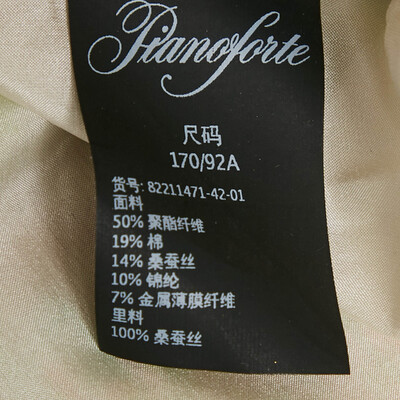 Pianoforte
尺码
170/92A
货号: 82211471-42-01
面料
50% 聚酯纤维
19% 棉
14% 桑蚕丝
10% 锦纶
7% 金属薄膜纤维
里料
100% 桑蚕丝